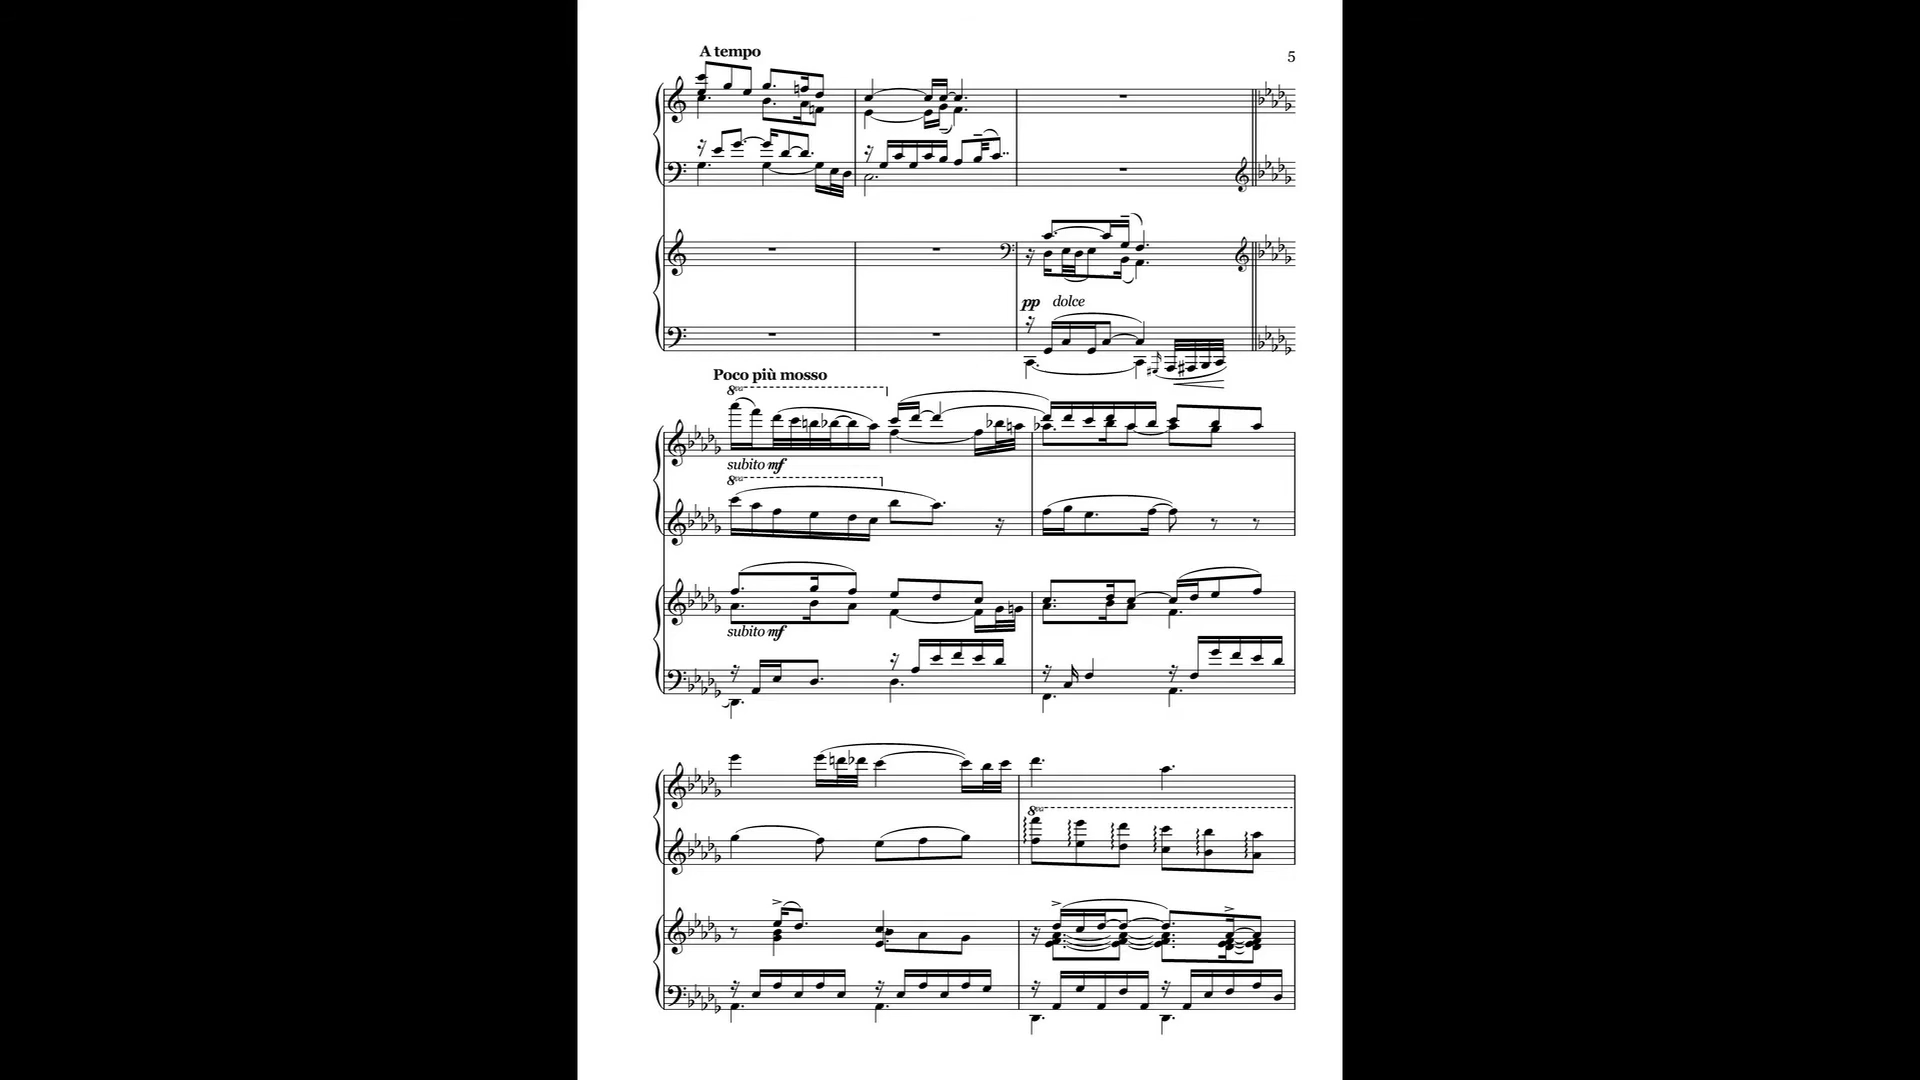 A tempo
5
pp dolce
Poco più mosso
8va
subito mf
8va
subito mf
8va